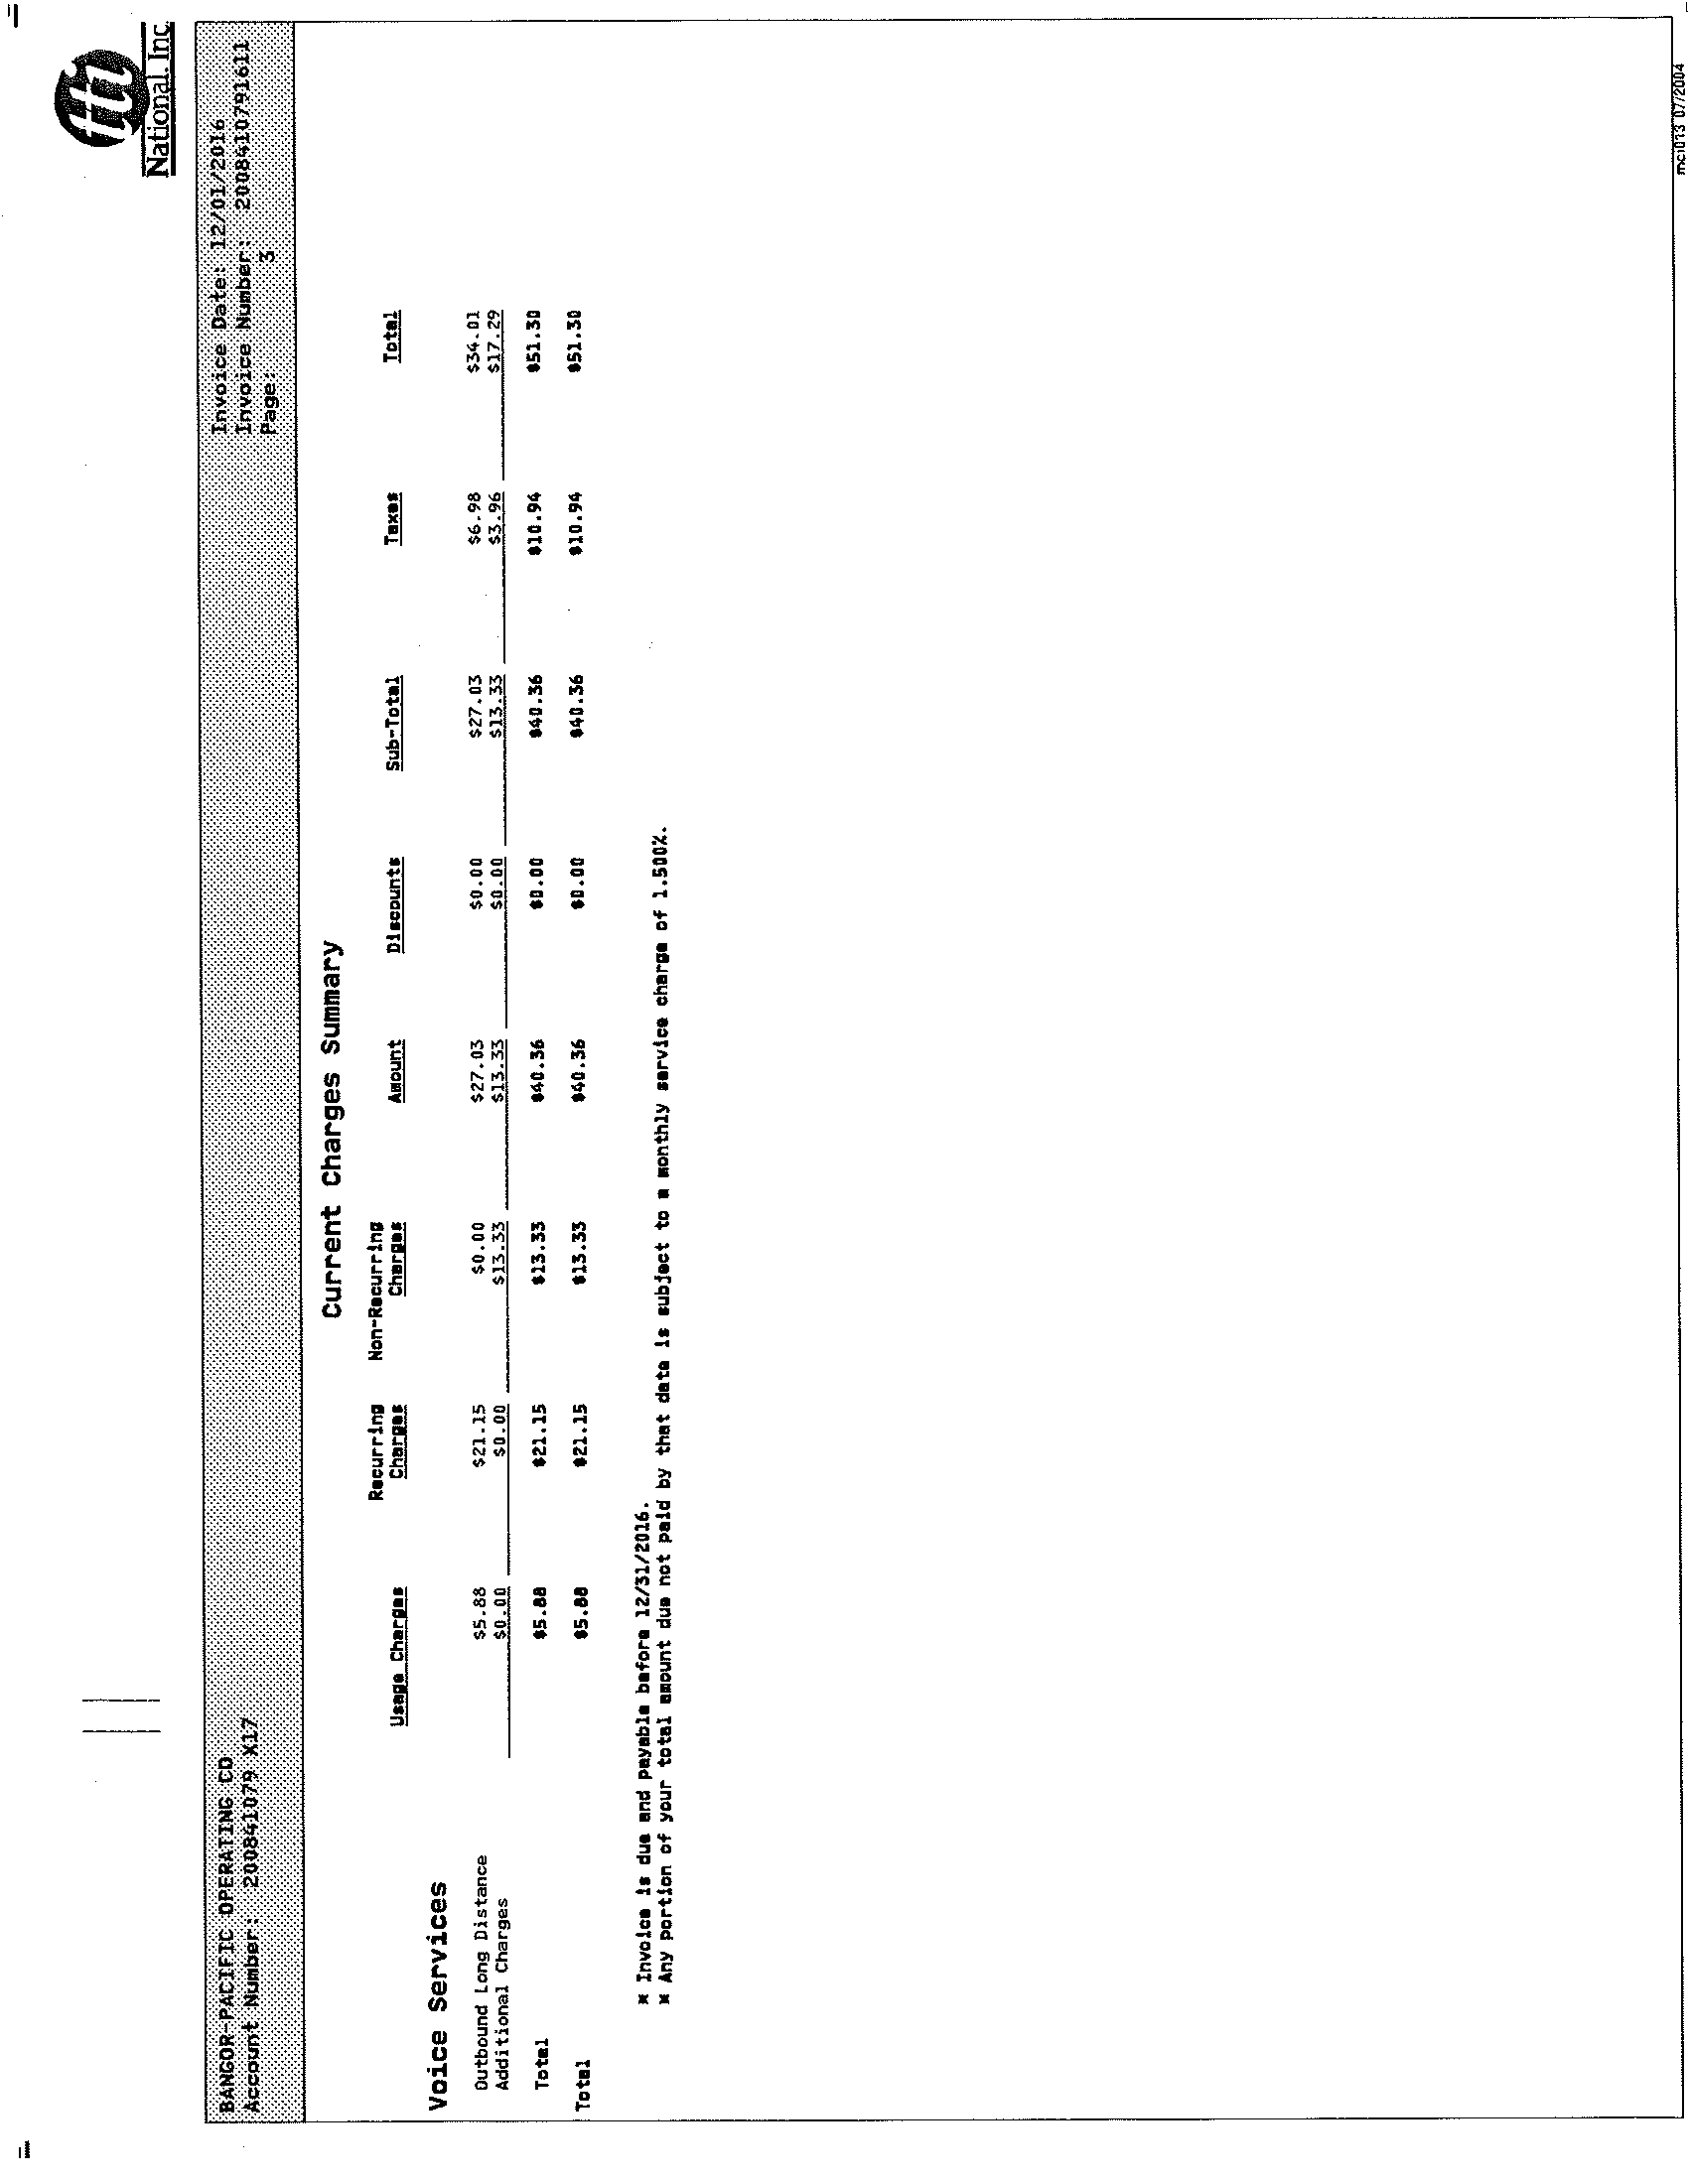 tti
National, Inc
BANGOR-PACIFIC OPERATING CO Invoice Date: 12/01/2016
Account Number: 200841079 X17 Invoice Number: 2008410791611
Page: 3
Current Charges Summary
Recurring Non-Recurring
Usage Charges Charges Charges Amount Discounts Sub-Total Taxes Total
Voice Services
Outbound Long Distance $5.88 $21.15 $0.00 $27.03 $0.00 $27.03 $6.98 $34.01
Additional Charges $0.00 $0.00 $13.33 $13.33 $0.00 $13.33 $3.96 $17.29
Total $5.88 $21.15 $13.33 $40.36 $0.00 $40.36 $10.94 $51.30
Total $5.88 $21.15 $13.33 $40.36 $0.00 $40.36 $10.94 $51.30
* Invoice is due and payable before 12/31/2016.
* Any portion of your total amount due not paid by that date is subject to a monthly service charge of 1.500%.
mci013 07/2004